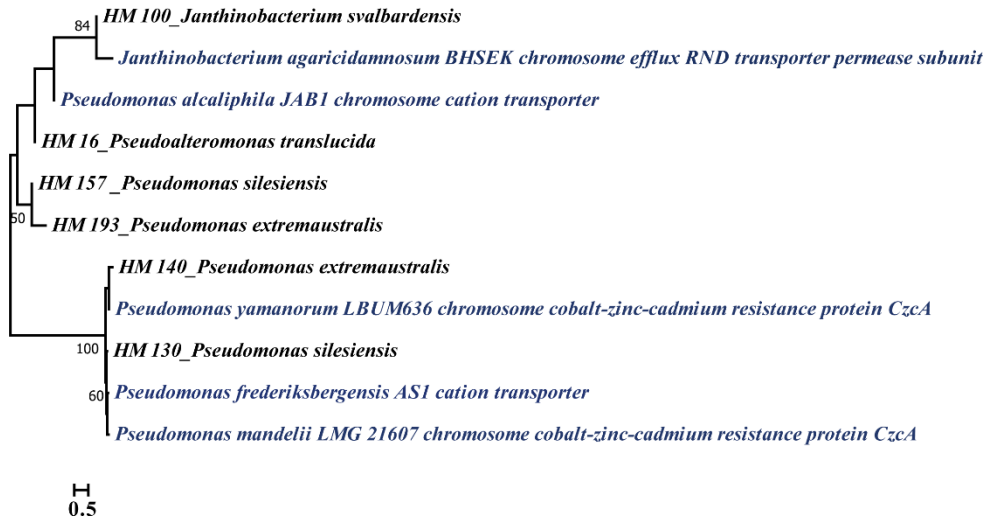 84
HM 100_Janthinobacterium svalbardensis
Janthinobacterium agaricidamnosum BHSEK chromosome efflux RND transporter permease subunit
Pseudomonas alcaliphila JAB1 chromosome cation transporter
HM 16_Pseudoalteromonas translucida
HM 157 _Pseudomonas silesiensis
50
HM 193_Pseudomonas extremaustralis
HM 140_Pseudomonas extremaustralis
Pseudomonas yamanorum LBUM636 chromosome cobalt-zinc-cadmium resistance protein CzcA
100
HM 130_Pseudomonas silesiensis
60
Pseudomonas frederiksbergensis AS1 cation transporter
Pseudomonas mandelii LMG 21607 chromosome cobalt-zinc-cadmium resistance protein CzcA
0.5